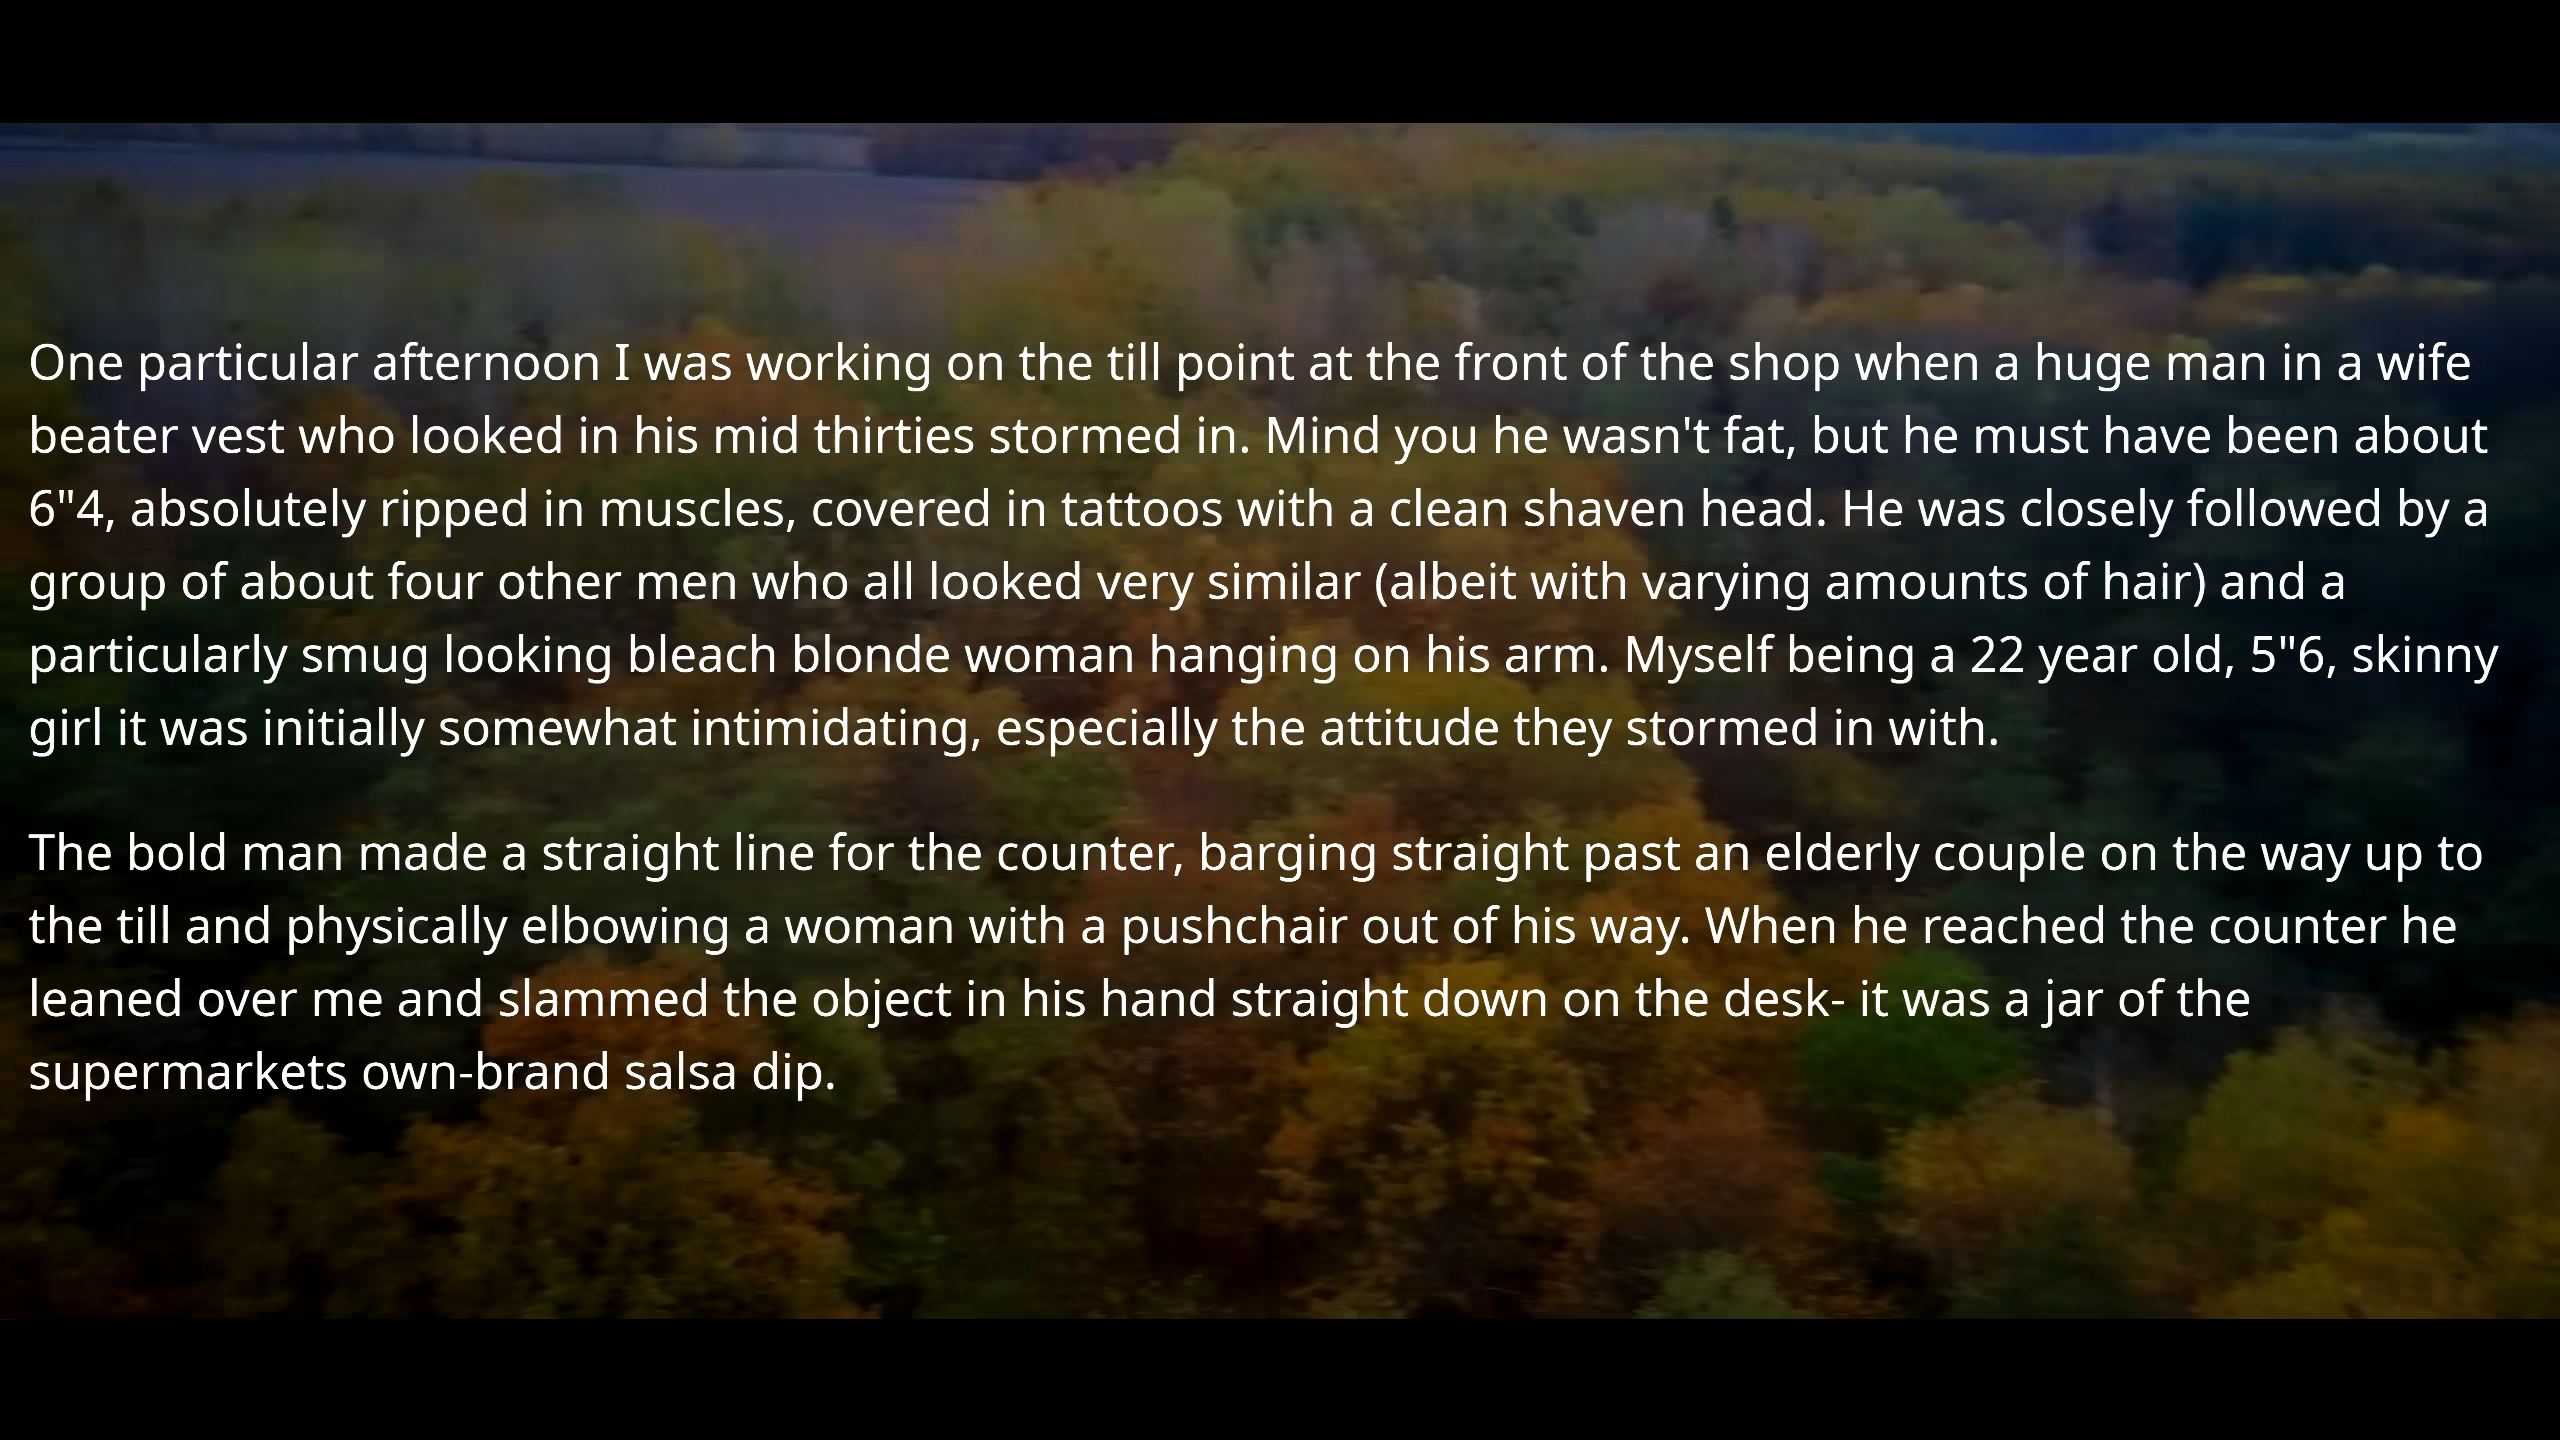 One particular afternoon I was working on the till point at the front of the shop when a huge man in a wife
beater vest who looked in his mid thirties stormed in. Mind you he wasn't fat, but he must have been about
6"4, absolutely ripped in muscles, covered in tattoos with a clean shaven head. He was closely followed by a
group of about four other men who all looked very similar (albeit with varying amounts of hair) and a
particularly smug looking bleach blonde woman hanging on his arm. Myself being a 22 year old, 5"6, skinny
girl it was initially somewhat intimidating, especially the attitude they stormed in with.
The bold man made a straight line for the counter, barging straight past an elderly couple on the way up to
the till and physically elbowing a woman with a pushchair out of his way. When he reached the counter he
leaned over me and slammed the object in his hand straight down on the desk- it was a jar of the
supermarkets own-brand salsa dip.